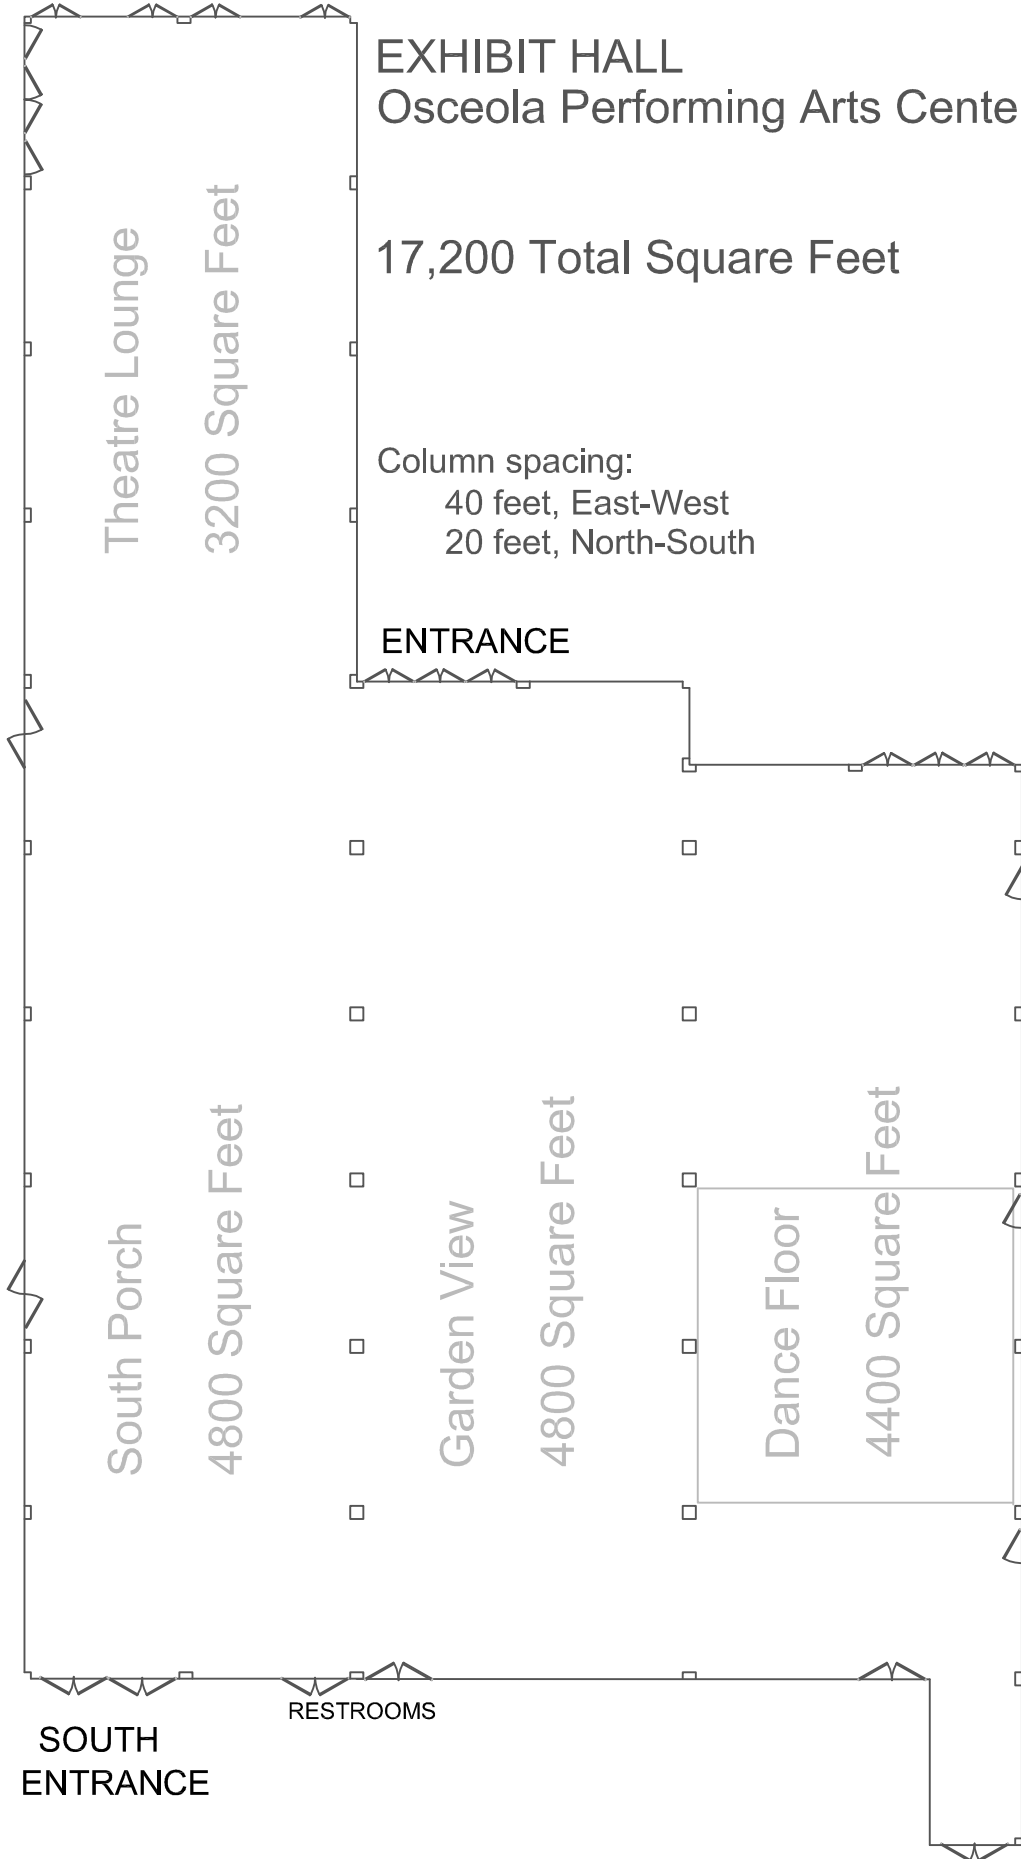 EXHIBIT HALL
Osceola Performing Arts Cente
17,200 Total Square Feet
Theatre Lounge
3200 Square Feet
Column spacing:
40 feet, East-West
20 feet, North-South
ENTRANCE
South Porch
4800 Square Feet
Garden View
4800 Square Feet
Dance Floor
4400 Square Feet
RESTROOMS
SOUTH
ENTRANCE